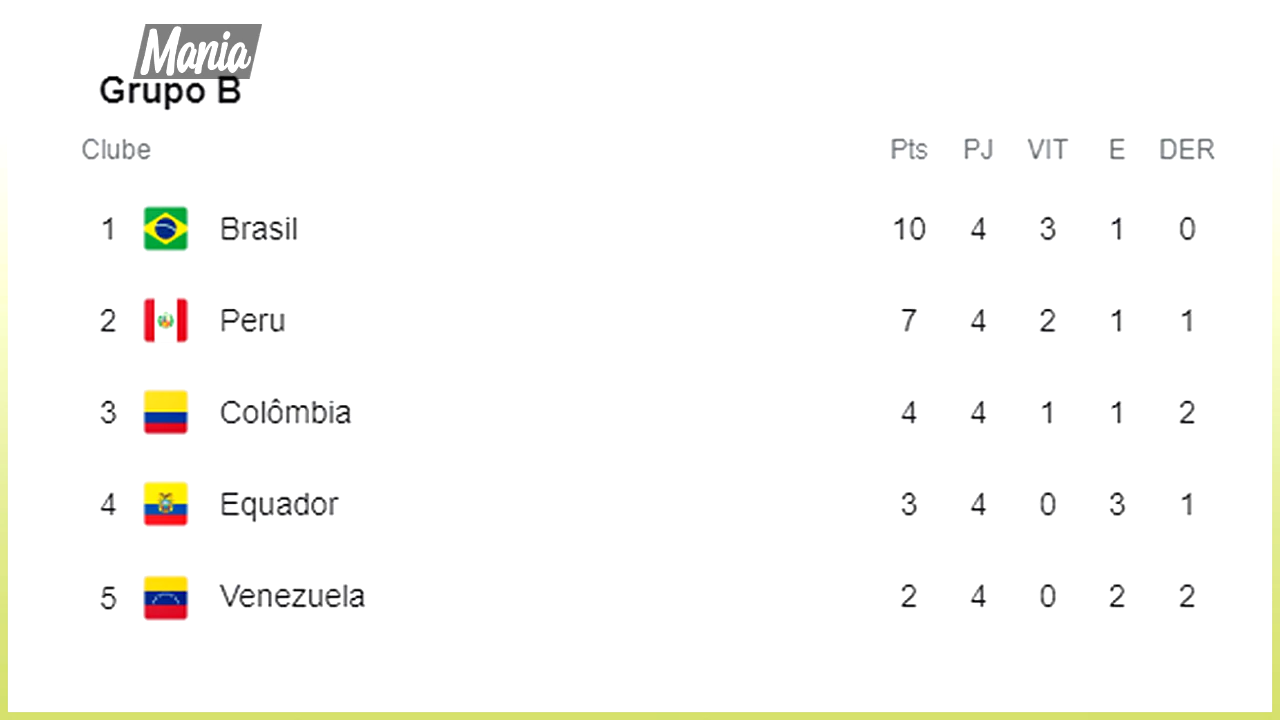 Mania
Grupo B
Clube Pts PJ VIT E DER
1 Brasil 10 4 3 1 0
2 Peru 7 4 2 1 1
3 Colômbia 4 4 1 1 2
4 Equador 3 4 0 3 1
5 Venezuela 2 4 0 2 2